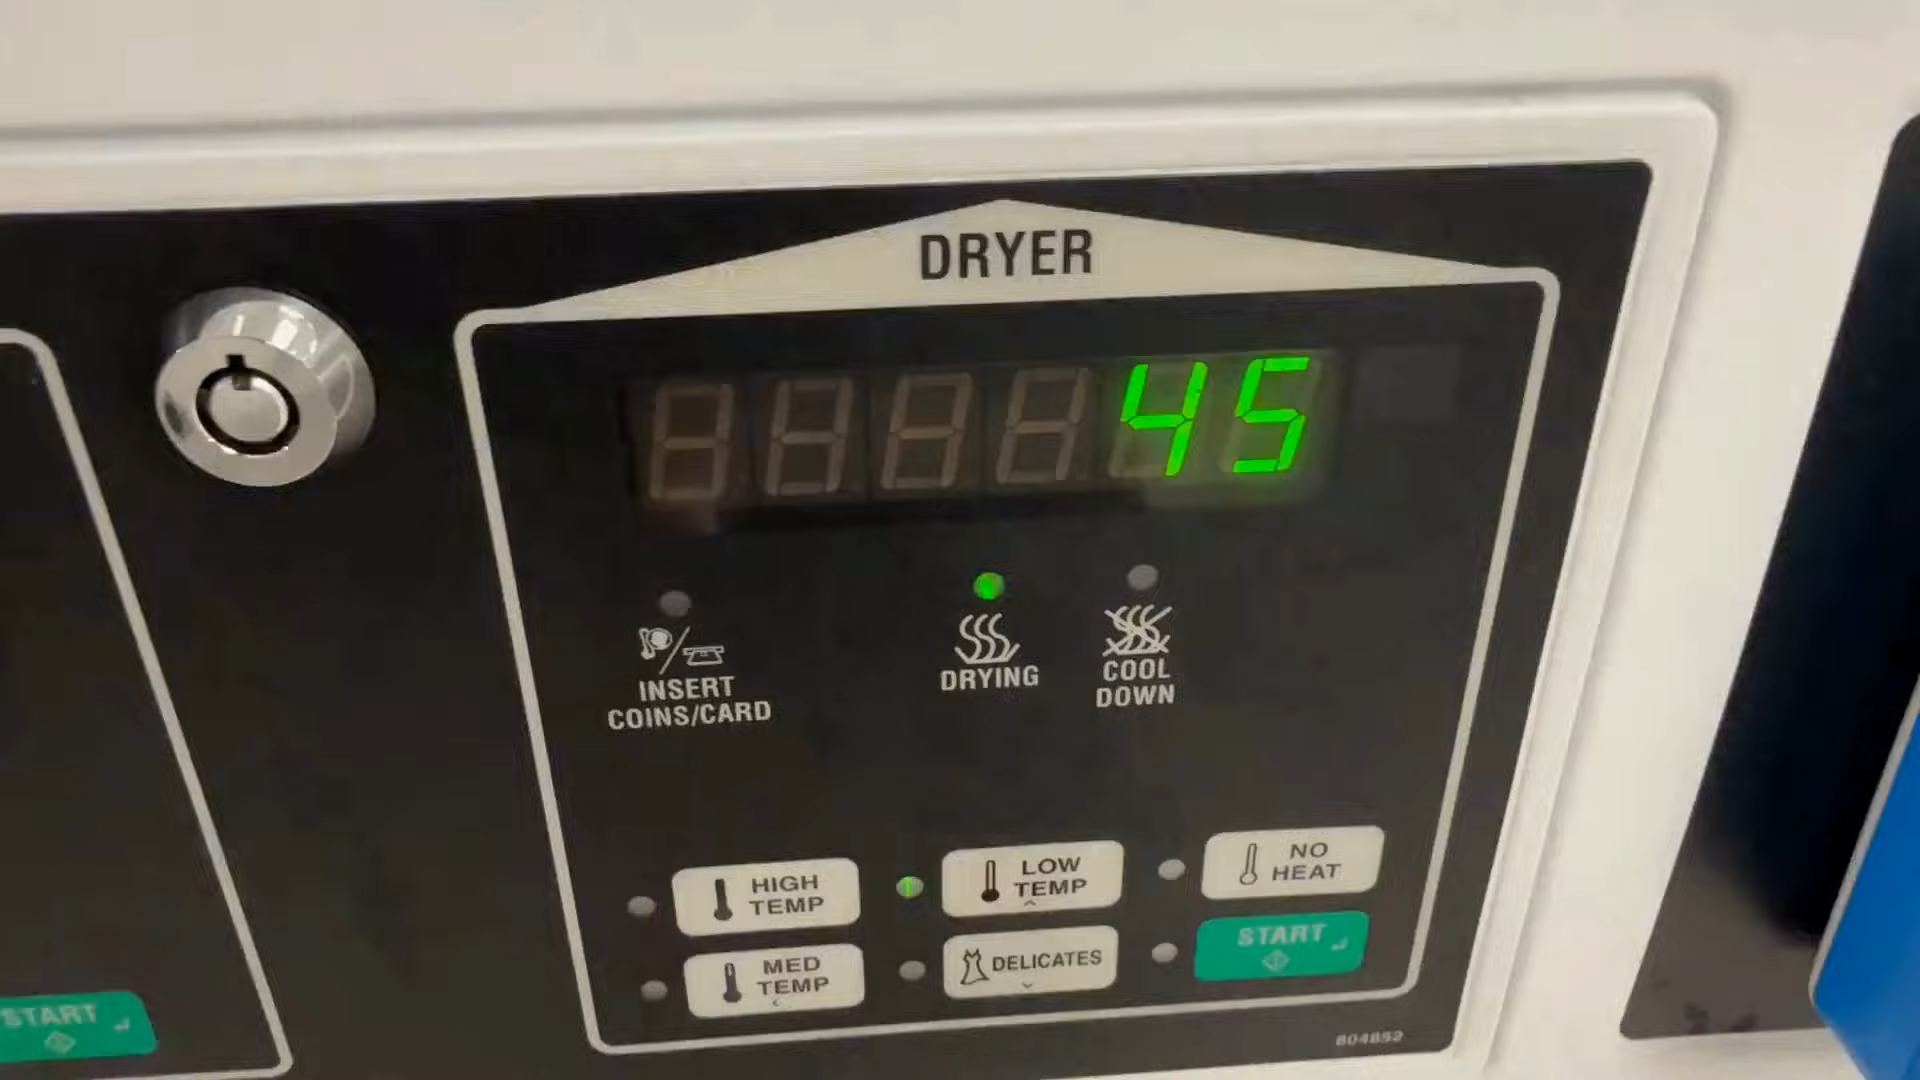 DRYER
45
INSERT
COINS/CARD
DRYING
COOL
DOWN
HIGH
TEMP
LOW
TEMP
NO
HEAT
MED
TEMP
DELICATES
START
START
804852